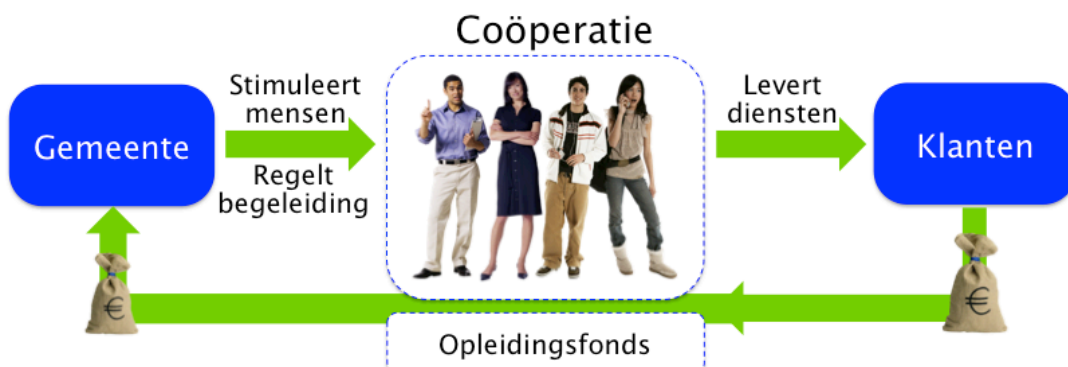 Coöperatie
Stimuleert
mensen
Gemeente
Regelt
begeleiding
Levert
diensten
Klanten
€
€
Opleidingsfonds